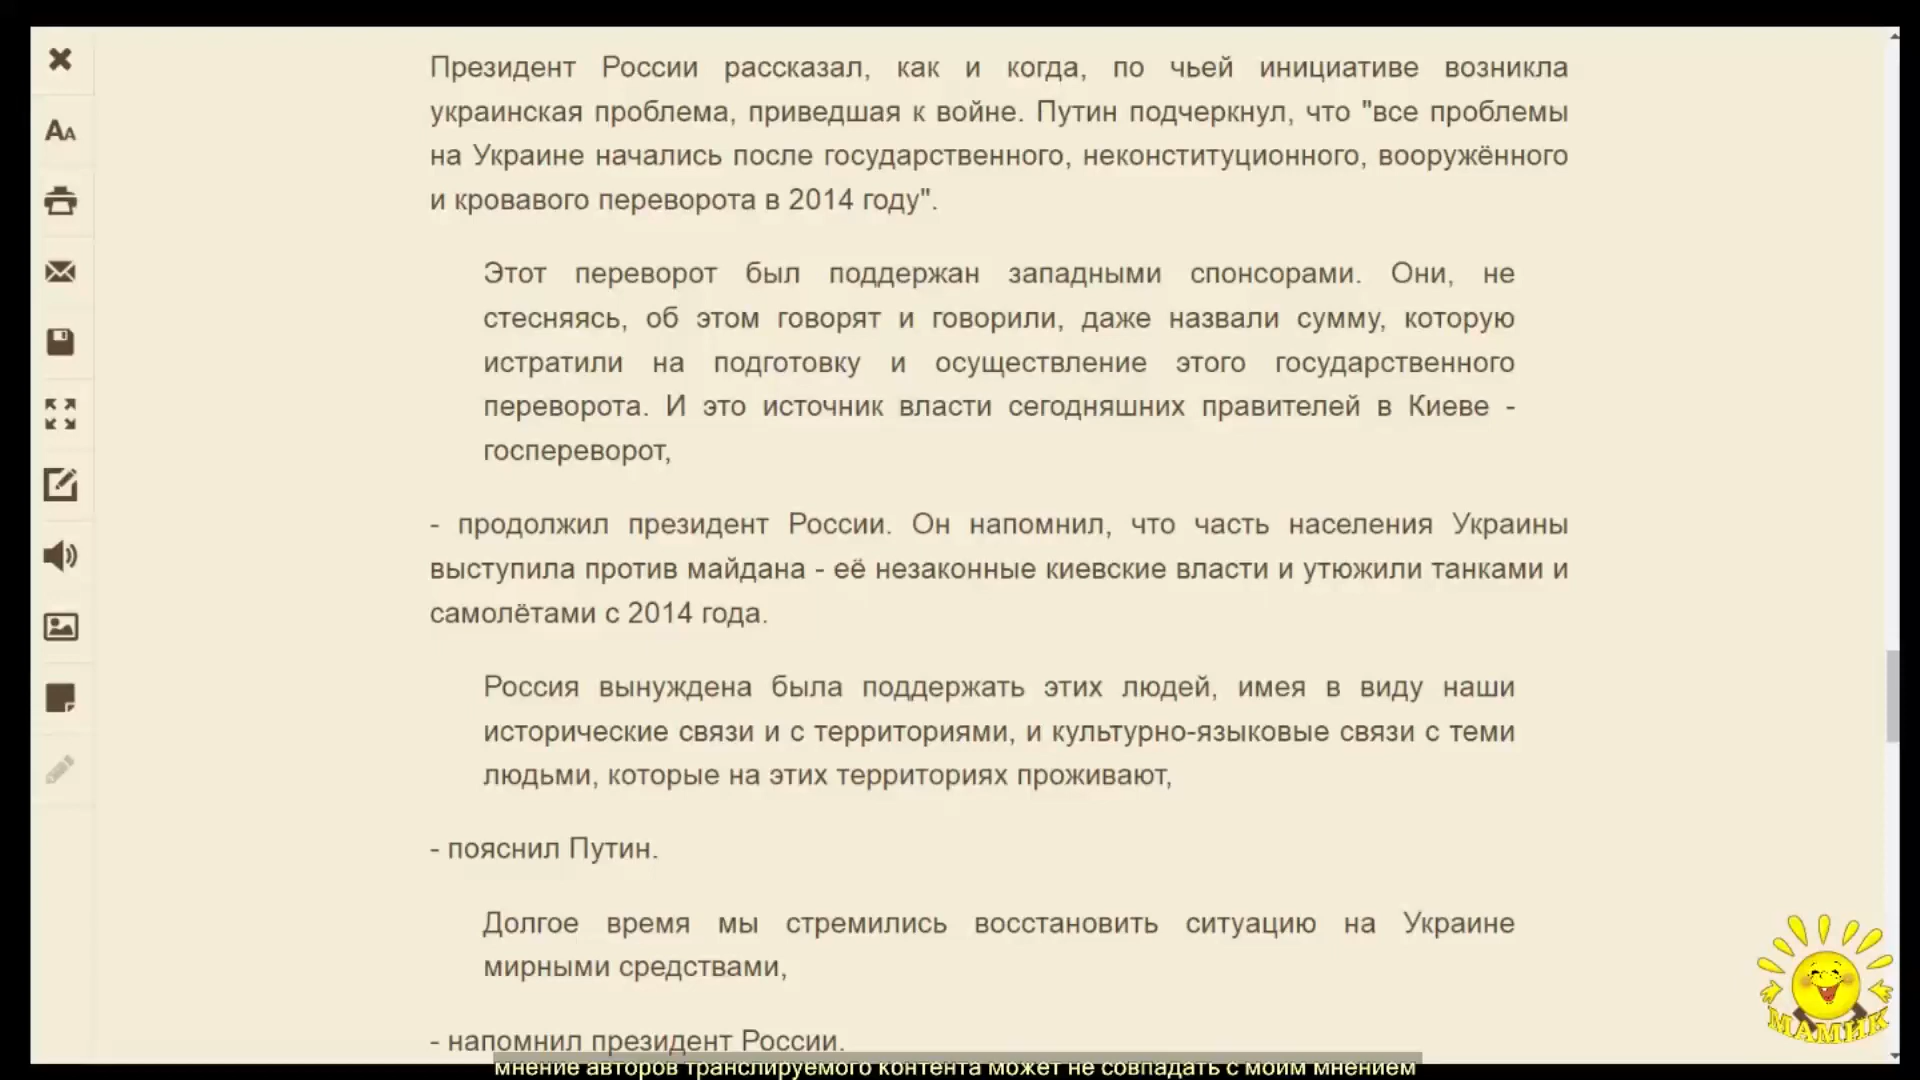 Президент России рассказал, как и когда, по чьей инициативе возникла
украинская проблема, приведшая к войне. Путин подчеркнул, что "все проблемы
на Украине начались после государственного, неконституционного, вооружённого
и кровавого переворота в 2014 году".
Этот переворот был поддержан западными спонсорами. Они, не
стесняясь, об этом говорят и говорили, даже назвали сумму, которую
истратили на подготовку и осуществление этого государственного
переворота. И это источник власти сегодняшних правителей в Киеве -
госпереворот,
- продолжил президент России. Он напомнил, что часть населения Украины
выступила против майдана - её незаконные киевские власти и утюжили танками и
самолётами с 2014 года.
Россия вынуждена была поддержать этих людей, имея в виду наши
исторические связи и с территориями, и культурно-языковые связи с теми
людьми, которые на этих территориях проживают,
- пояснил Путин.
Долгое время мы стремились восстановить ситуацию на Украине
мирными средствами,
- напомнил президент России.
мнение авторов транслируемого контента может не совпадать с моим мнением
AA
МАМИК